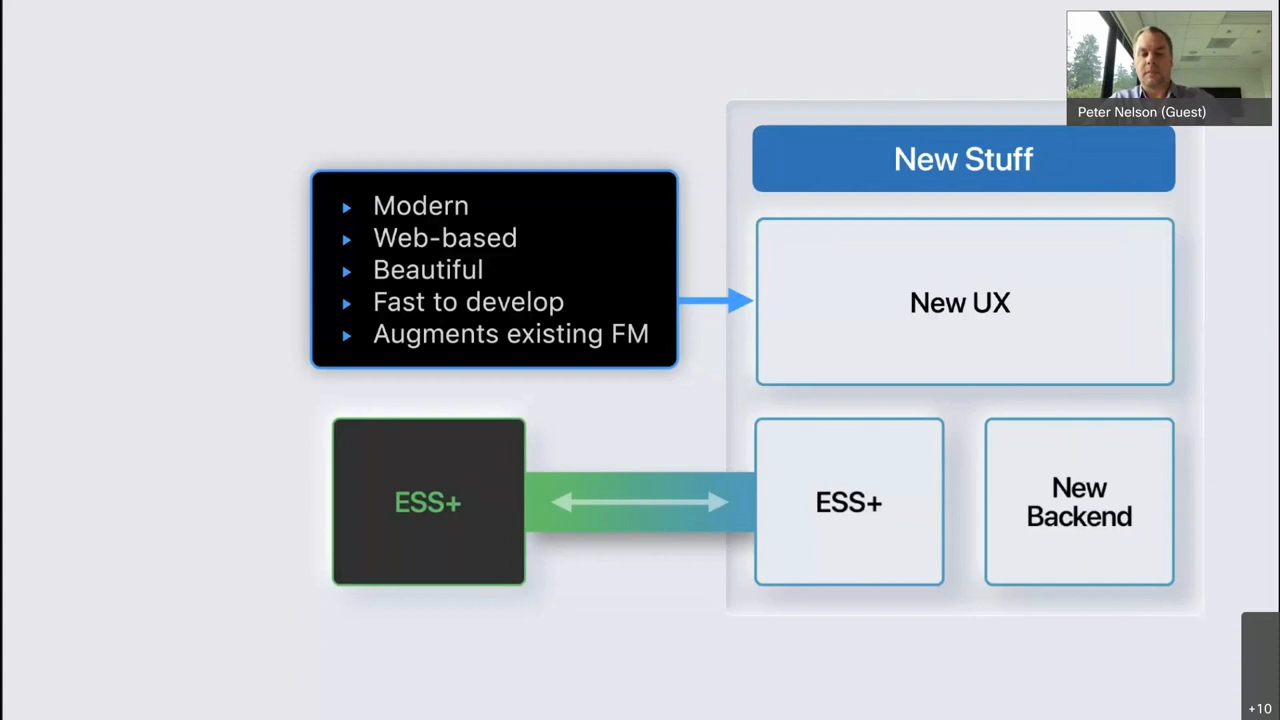 Peter Nelson (Guest)
New Stuff
Modern
Web-based
Beautiful
Fast to develop
Augments existing FM
New UX
ESS+
ESS+
New
Backend
+10